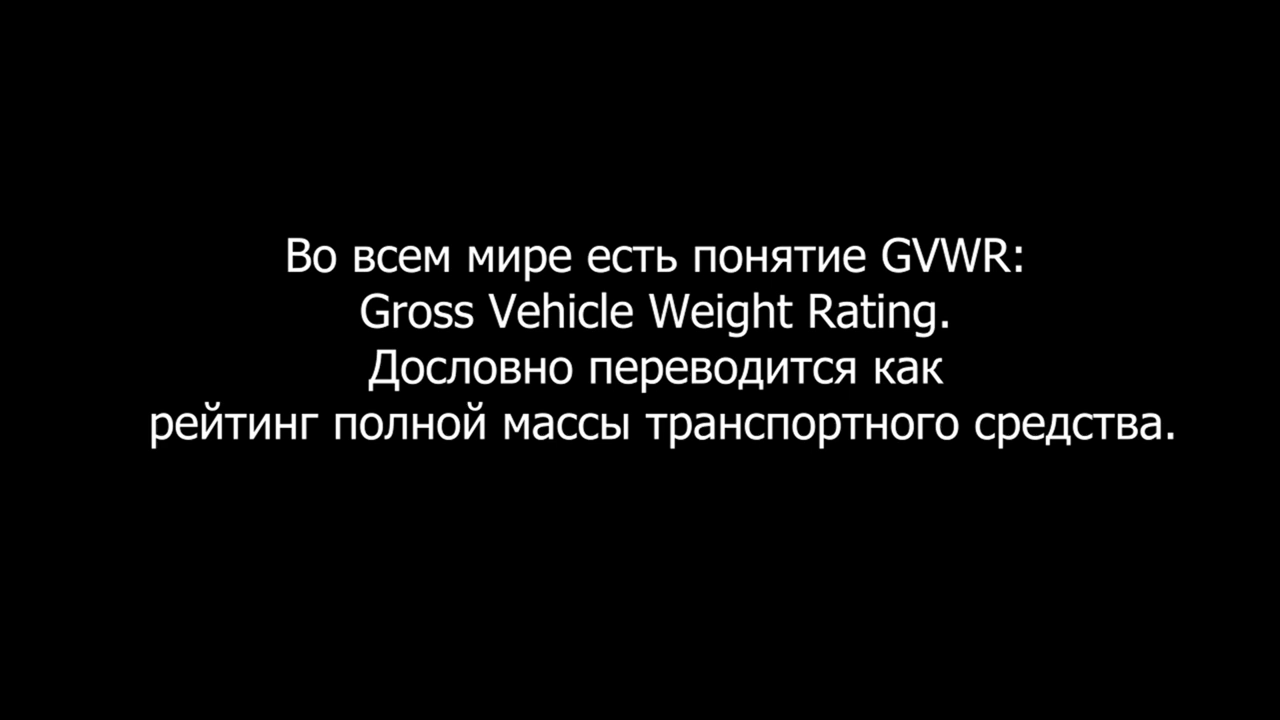 Во всем мире есть понятие GVWR:
Gross Vehicle Weight Rating.
Дословно переводится как
рейтинг полной массы транспортного средства.